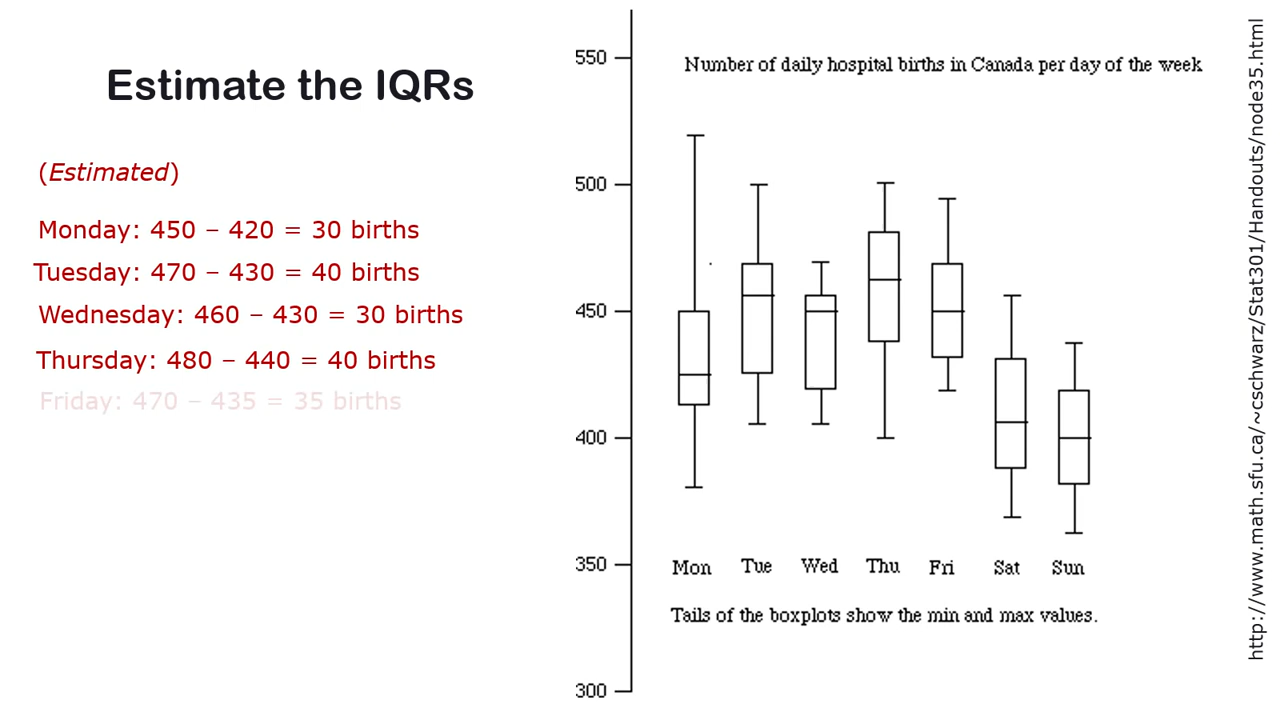 Estimate the IQRs
(Estimated)
Monday: 450 – 420 = 30 births
Tuesday: 470 – 430 = 40 births
Wednesday: 460 – 430 = 30 births
Thursday: 480 – 440 = 40 births
Friday: 470 – 435 = 35 births
Number of daily hospital births in Canada per day of the week
550
500
450
400
350
300
Mon Tue Wed Thu Fri Sat Sun
Tails of the boxplots show the min and max values.
http://www.math.sfu.ca/~cschwarz/Stat301/Handouts/node35.html